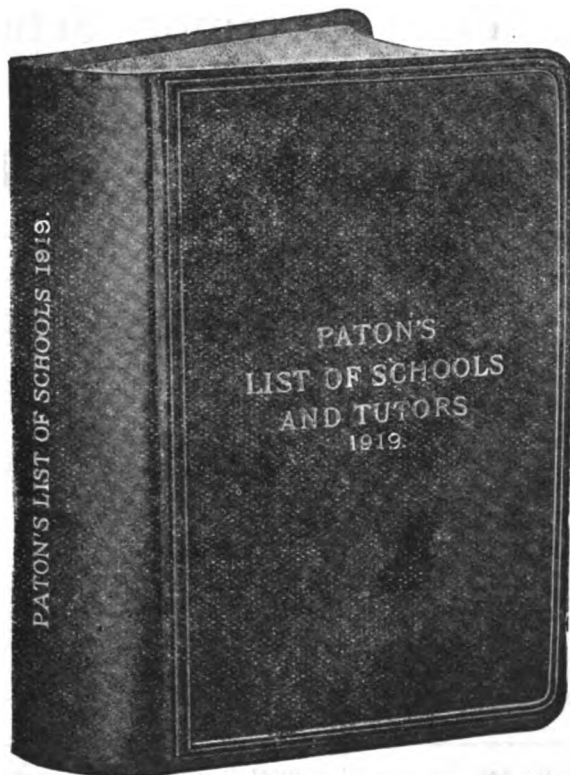 PATON'S LIST OF SCHOOLS 1919.
PATON'S
LIST OF SCHOOLS
AND TUTORS
1919.